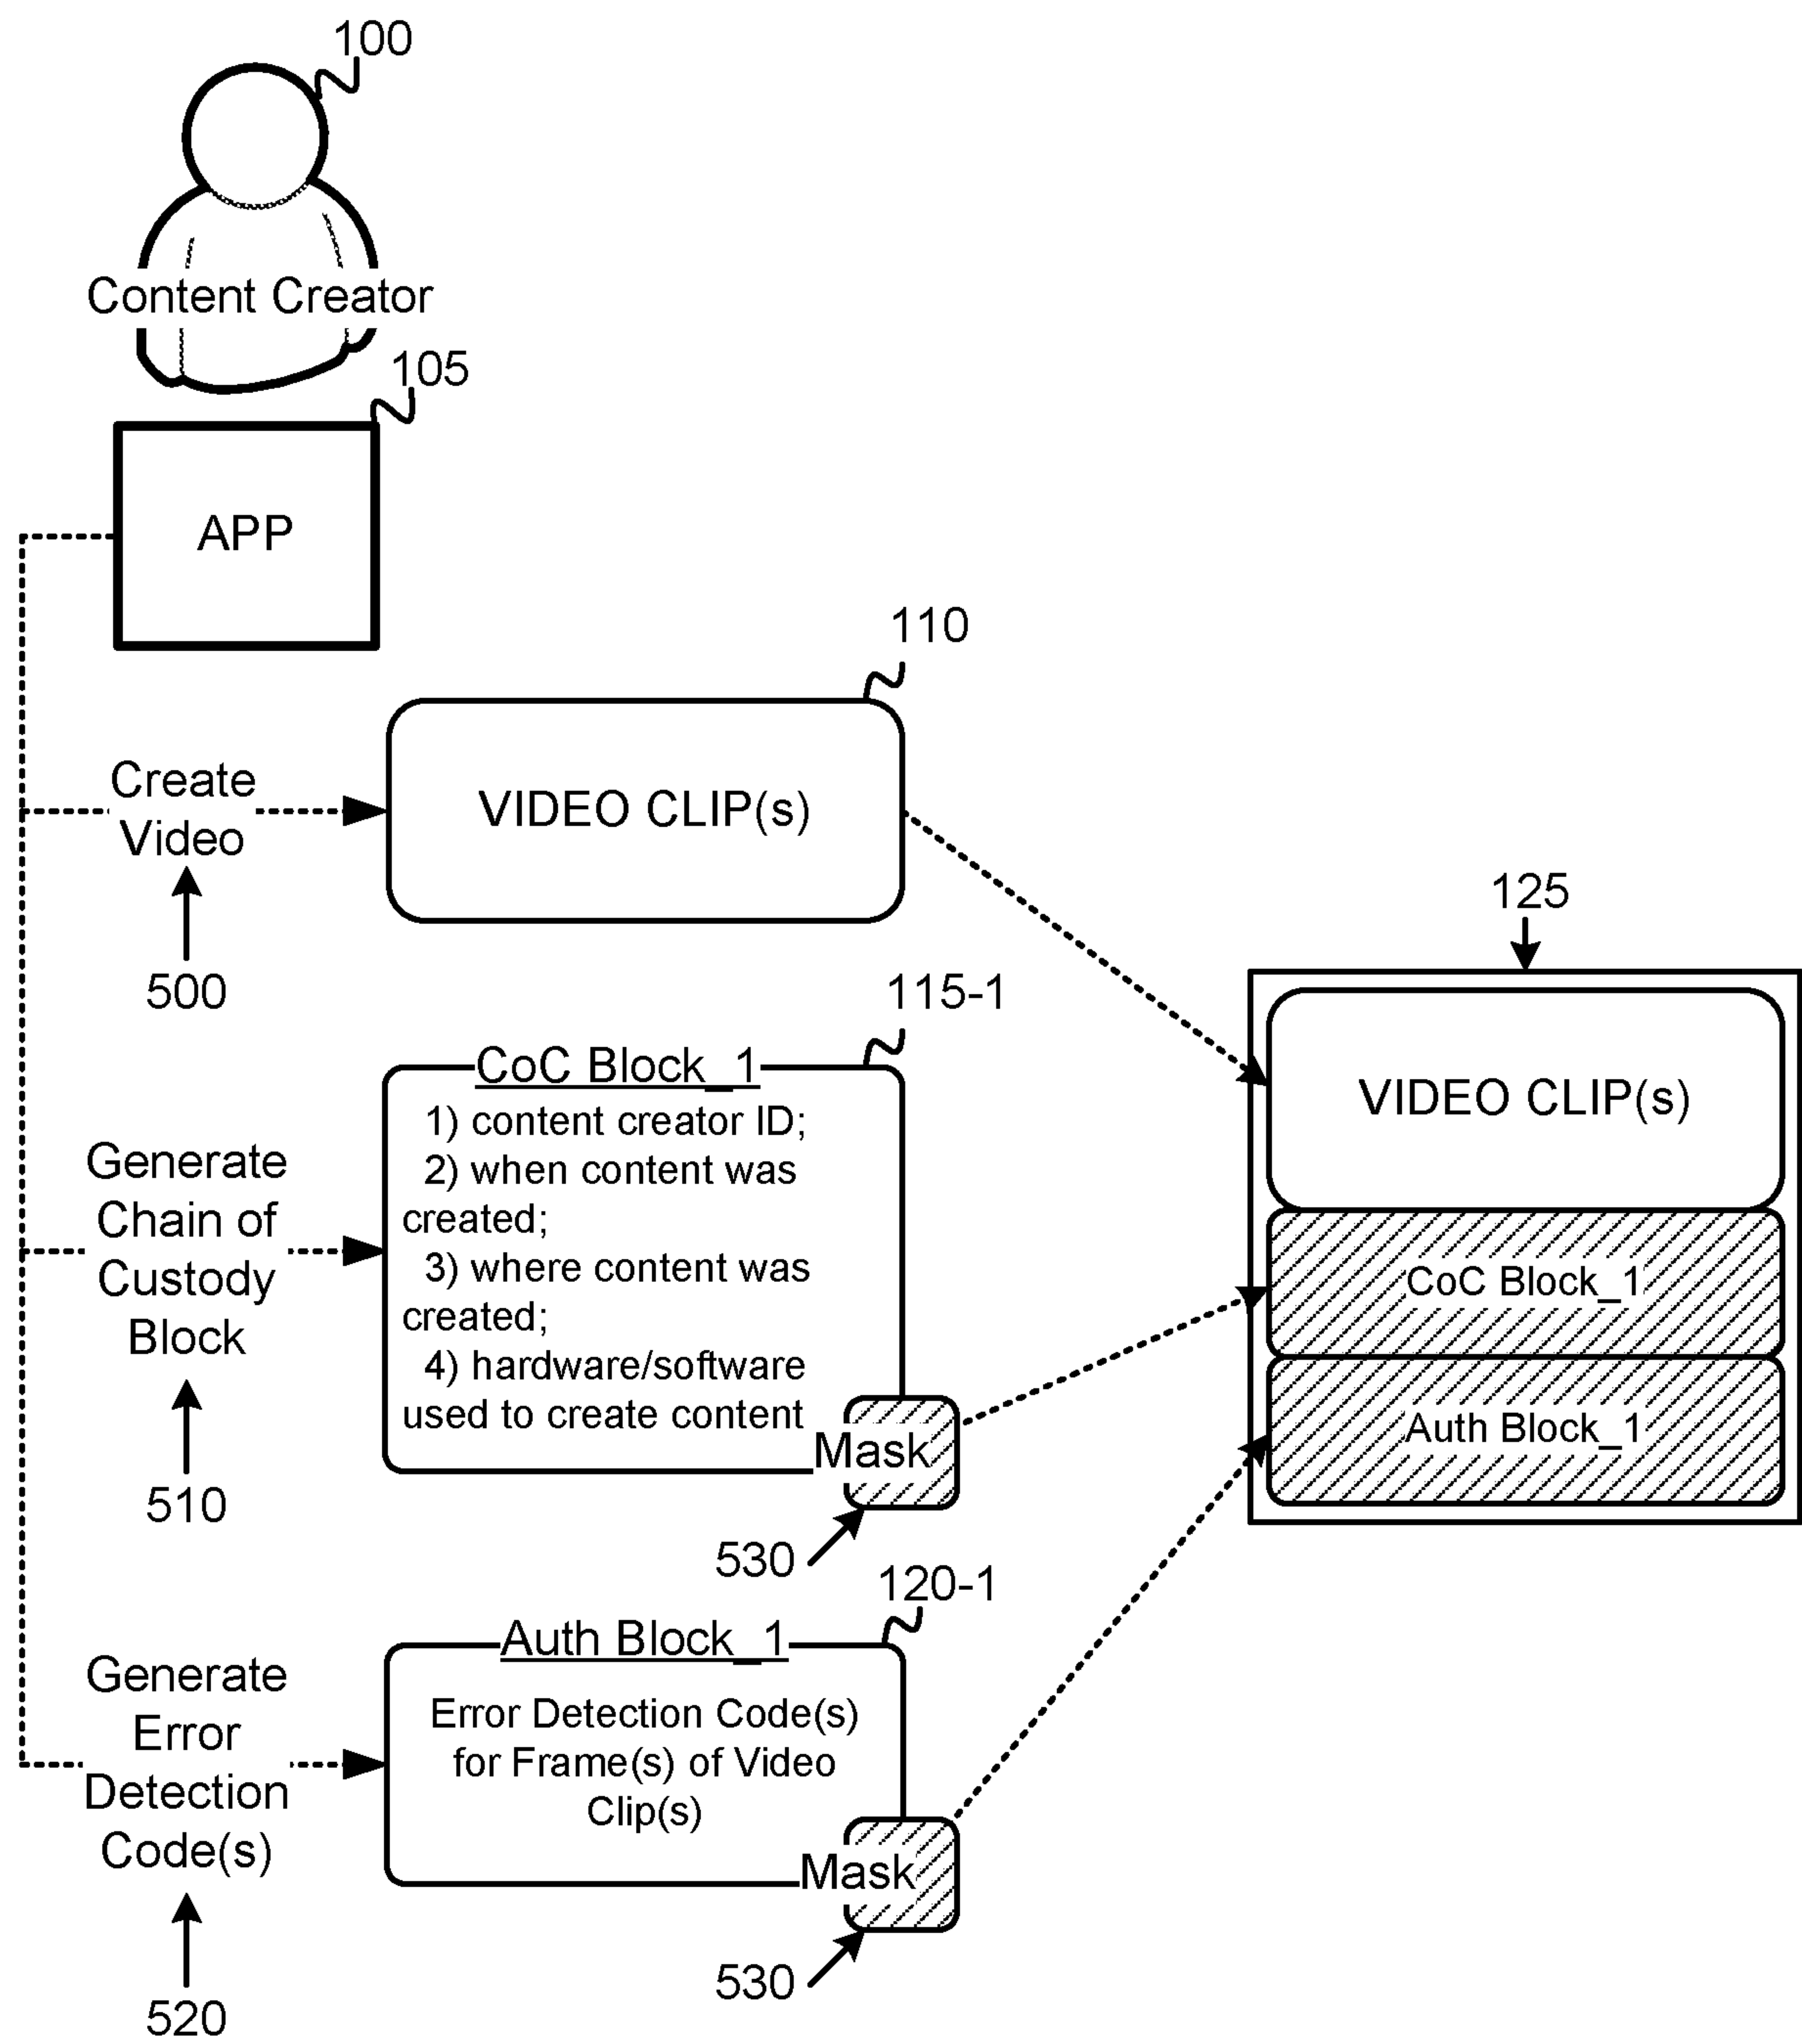 100
Content Creator
105
APP
110
Create
Video
VIDEO CLIP(s)
500
125
VIDEO CLIP(s)
CoC Block_1
Auth Block_1
115-1
CoC Block_1
1) content creator ID;
2) when content was
created;
3) where content was
created;
4) hardware/software
used to create content
Mask
530
Generate
Chain of
Custody
Block
510
120-1
Auth Block_1
Error Detection Code(s)
for Frame(s) of Video
Clip(s)
Mask
530
Generate
Error
Detection
Code(s)
520